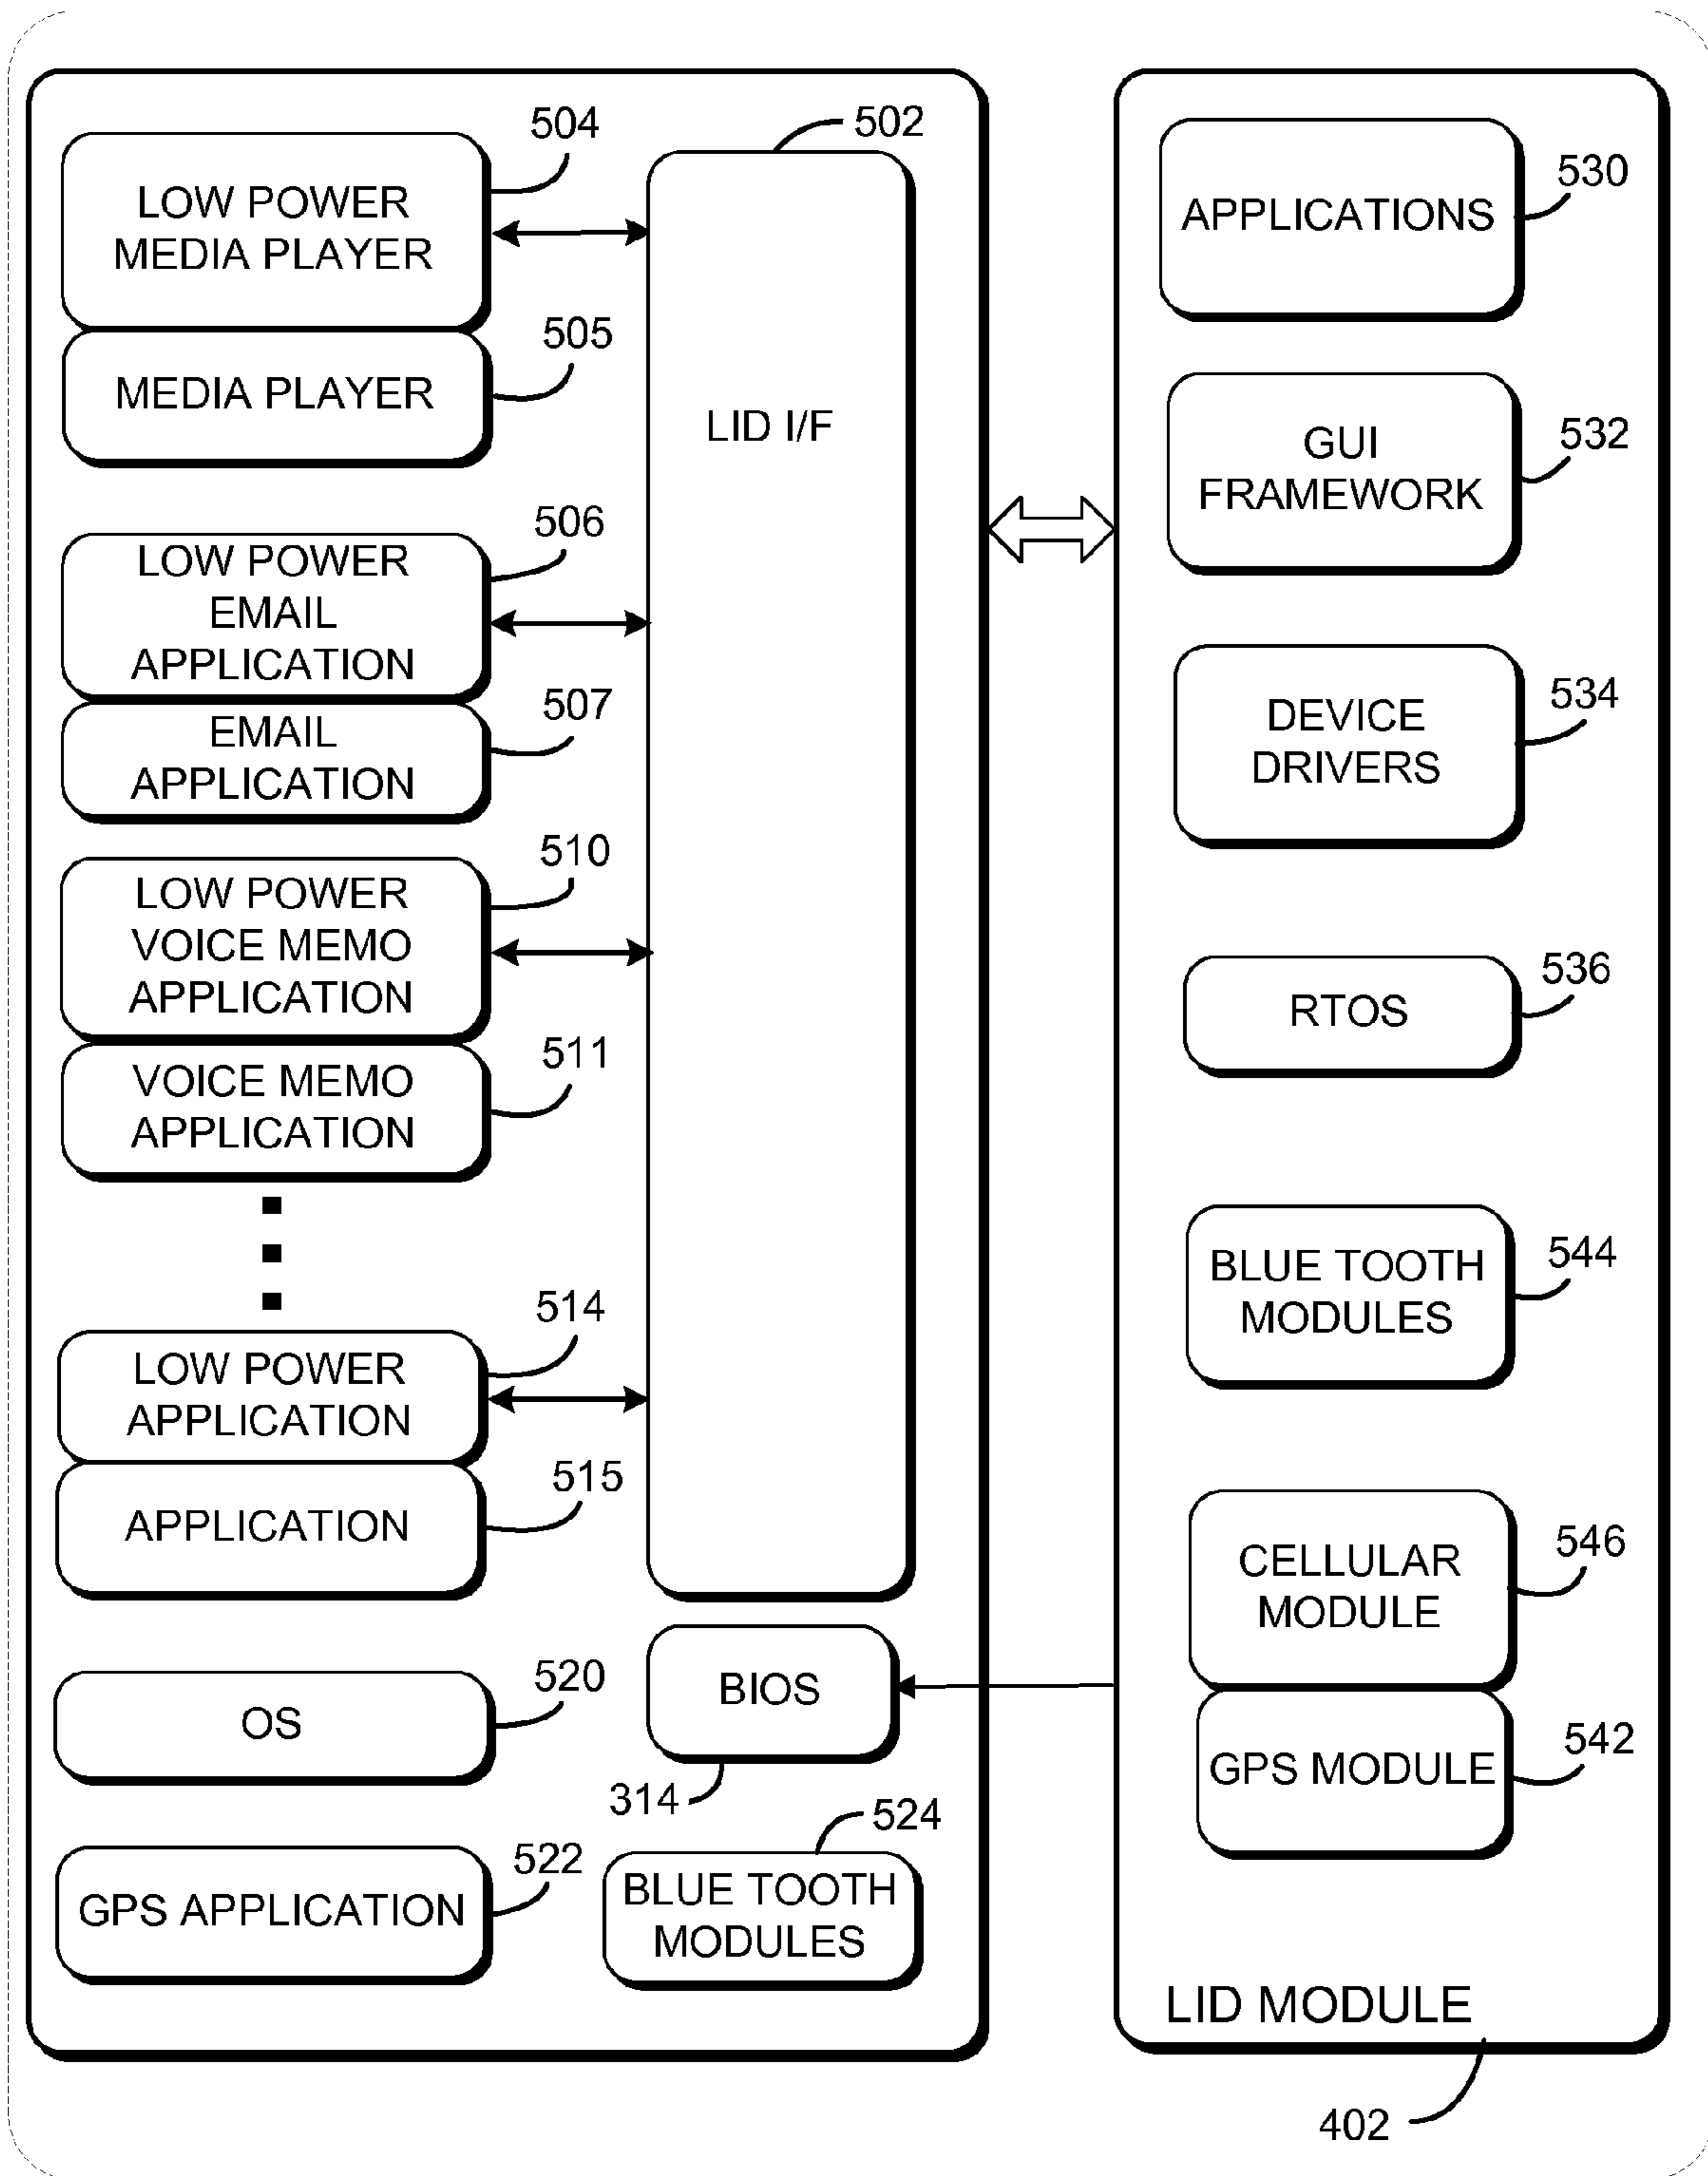 504
LOW POWER
MEDIA PLAYER
505
MEDIA PLAYER
506
LOW POWER
EMAIL
APPLICATION
507
EMAIL
APPLICATION
510
LOW POWER
VOICE MEMO
APPLICATION
511
VOICE MEMO
APPLICATION
514
LOW POWER
APPLICATION
515
APPLICATION
520
OS
522
GPS APPLICATION
502
LID I/F
BIOS
314
524
BLUE TOOTH
MODULES
530
APPLICATIONS
532
GUI
FRAMEWORK
534
DEVICE
DRIVERS
536
RTOS
544
BLUE TOOTH
MODULES
546
CELLULAR
MODULE
542
GPS MODULE
LID MODULE
402